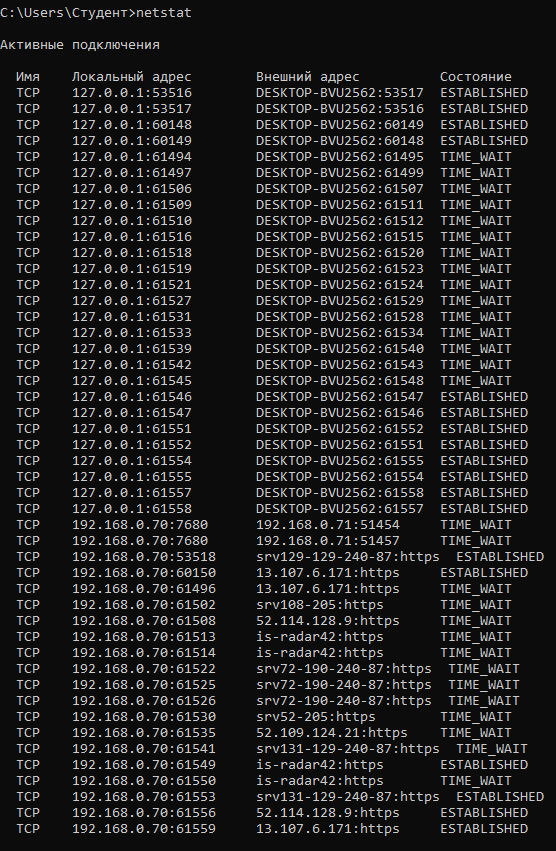 C:\Users\Студент>netstat
Активные подключения
Имя Локальный адрес Внешний адрес Состояние
TCP 127.0.0.1:53516 DESKTOP-BVU2562:53517 ESTABLISHED
TCP 127.0.0.1:53517 DESKTOP-BVU2562:53516 ESTABLISHED
TCP 127.0.0.1:60148 DESKTOP-BVU2562:60149 ESTABLISHED
TCP 127.0.0.1:60149 DESKTOP-BVU2562:60148 ESTABLISHED
TCP 127.0.0.1:61494 DESKTOP-BVU2562:61495 TIME_WAIT
TCP 127.0.0.1:61497 DESKTOP-BVU2562:61499 TIME_WAIT
TCP 127.0.0.1:61506 DESKTOP-BVU2562:61507 TIME_WAIT
TCP 127.0.0.1:61509 DESKTOP-BVU2562:61511 TIME_WAIT
TCP 127.0.0.1:61510 DESKTOP-BVU2562:61512 TIME_WAIT
TCP 127.0.0.1:61516 DESKTOP-BVU2562:61515 TIME_WAIT
TCP 127.0.0.1:61518 DESKTOP-BVU2562:61520 TIME_WAIT
TCP 127.0.0.1:61519 DESKTOP-BVU2562:61523 TIME_WAIT
TCP 127.0.0.1:61521 DESKTOP-BVU2562:61524 TIME_WAIT
TCP 127.0.0.1:61527 DESKTOP-BVU2562:61529 TIME_WAIT
TCP 127.0.0.1:61531 DESKTOP-BVU2562:61528 TIME_WAIT
TCP 127.0.0.1:61533 DESKTOP-BVU2562:61534 TIME_WAIT
TCP 127.0.0.1:61539 DESKTOP-BVU2562:61540 TIME_WAIT
TCP 127.0.0.1:61542 DESKTOP-BVU2562:61543 TIME_WAIT
TCP 127.0.0.1:61545 DESKTOP-BVU2562:61548 TIME_WAIT
TCP 127.0.0.1:61546 DESKTOP-BVU2562:61547 ESTABLISHED
TCP 127.0.0.1:61547 DESKTOP-BVU2562:61546 ESTABLISHED
TCP 127.0.0.1:61551 DESKTOP-BVU2562:61552 ESTABLISHED
TCP 127.0.0.1:61552 DESKTOP-BVU2562:61551 ESTABLISHED
TCP 127.0.0.1:61554 DESKTOP-BVU2562:61555 ESTABLISHED
TCP 127.0.0.1:61555 DESKTOP-BVU2562:61554 ESTABLISHED
TCP 127.0.0.1:61557 DESKTOP-BVU2562:61558 ESTABLISHED
TCP 127.0.0.1:61558 DESKTOP-BVU2562:61557 ESTABLISHED
TCP 192.168.0.70:7680 192.168.0.71:51454 TIME_WAIT
TCP 192.168.0.70:7680 192.168.0.71:51457 TIME_WAIT
TCP 192.168.0.70:53518 srv129-129-240-87:https ESTABLISHED
TCP 192.168.0.70:60150 13.107.6.171:https ESTABLISHED
TCP 192.168.0.70:61496 13.107.6.171:https TIME_WAIT
TCP 192.168.0.70:61502 srv108-205:https TIME_WAIT
TCP 192.168.0.70:61508 52.114.128.9:https TIME_WAIT
TCP 192.168.0.70:61513 is-radar42:https TIME_WAIT
TCP 192.168.0.70:61514 is-radar42:https TIME_WAIT
TCP 192.168.0.70:61522 srv72-190-240-87:https TIME_WAIT
TCP 192.168.0.70:61525 srv72-190-240-87:https TIME_WAIT
TCP 192.168.0.70:61526 srv72-190-240-87:https TIME_WAIT
TCP 192.168.0.70:61530 srv52-205:https TIME_WAIT
TCP 192.168.0.70:61535 52.109.124.21:https TIME_WAIT
TCP 192.168.0.70:61541 srv131-129-240-87:https TIME_WAIT
TCP 192.168.0.70:61549 is-radar42:https ESTABLISHED
TCP 192.168.0.70:61550 is-radar42:https TIME_WAIT
TCP 192.168.0.70:61553 srv131-129-240-87:https ESTABLISHED
TCP 192.168.0.70:61556 52.114.128.9:https ESTABLISHED
TCP 192.168.0.70:61559 13.107.6.171:https ESTABLISHED